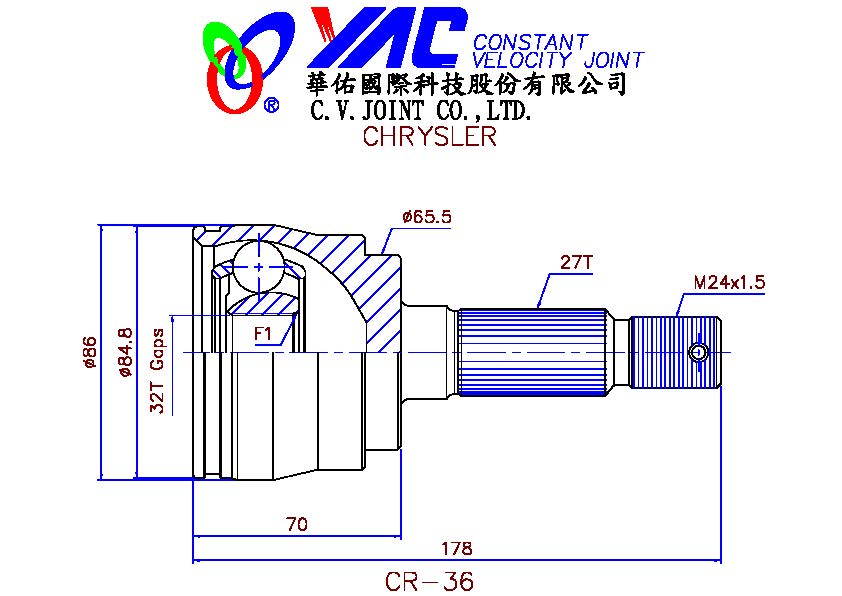 YAC CONSTANT
VELOCITY JOINT
®
華佑國際科技股份有限公司
C.V.JOINT CO.,LTD.
CHRYSLER
ø65.5
27T
M24x1.5
F1
ø86
ø84.8
32T Gaps
70
178
CR-36